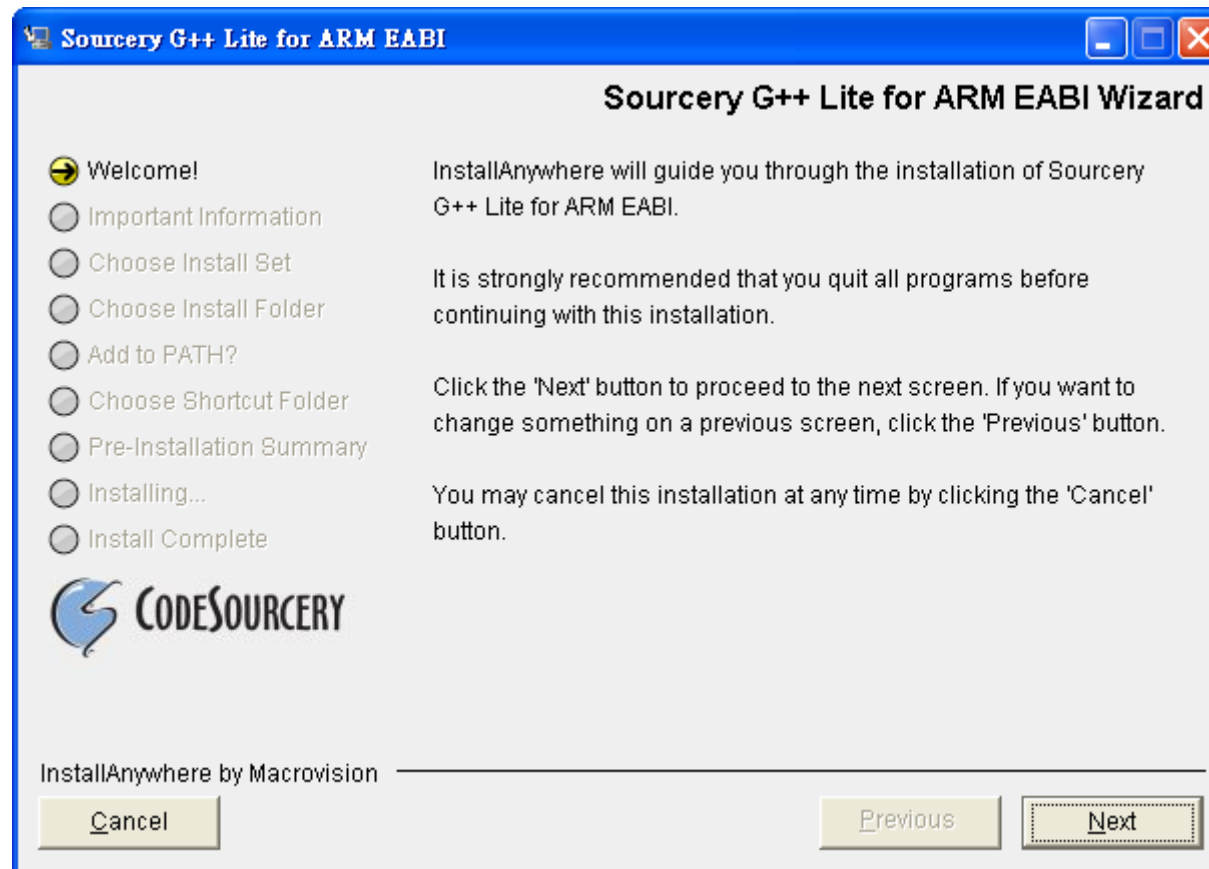 Sourcery G++ Lite for ARM EABI
Sourcery G++ Lite for ARM EABI Wizard
Welcome!
Important Information
Choose Install Set
Choose Install Folder
Add to PATH?
Choose Shortcut Folder
Pre-Installation Summary
Installing...
Install Complete
CODESOURCERY
InstallAnywhere will guide you through the installation of Sourcery
G++ Lite for ARM EABI.
It is strongly recommended that you quit all programs before
continuing with this installation.
Click the 'Next' button to proceed to the next screen. If you want to
change something on a previous screen, click the 'Previous' button.
You may cancel this installation at any time by clicking the 'Cancel'
button.
InstallAnywhere by Macrovision
Cancel
Previous
Next